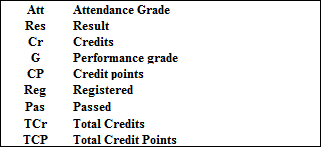 Att Attendance Grade
Res Result
Cr Credits
G Performance grade
CP Credit points
Reg Registered
Pas Passed
TCr Total Credits
TCP Total Credit Points